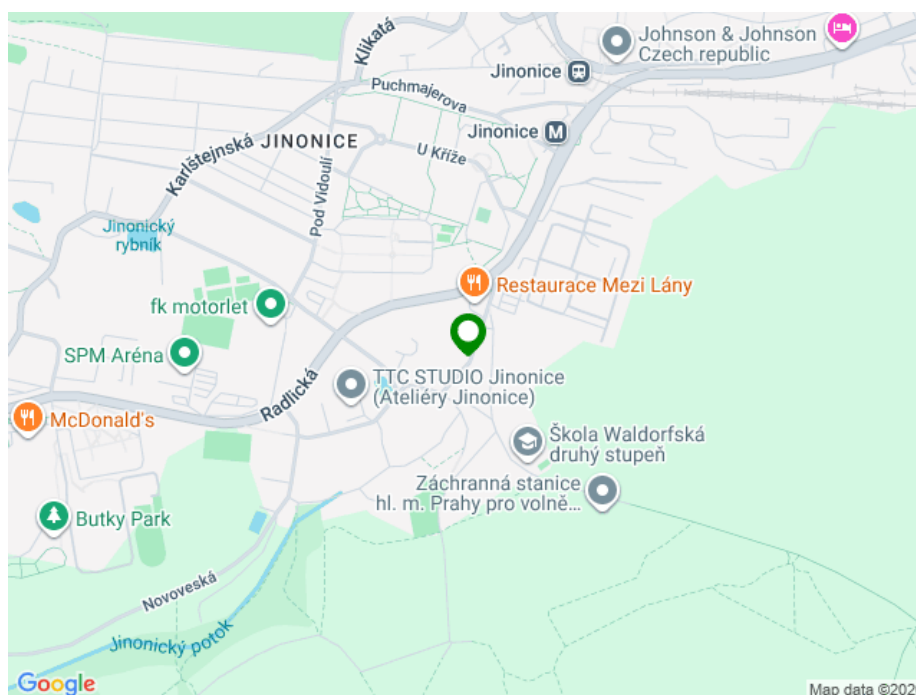 Johnson & Johnson
Czech republic
Klikatá
Jinonice
Puchmajerova
Jinonice
JINONICE
U Kříže
Karlštejnská
Pod Vidoulí
Jinonický
rybník
Restaurace Mezi Lány
fk motorlet
SPM Aréna
TTC STUDIO Jinonice
(Ateliéry Jinonice)
Radlická
McDonald's
Škola Waldorfská
druhý stupeň
Záchranná stanice
hl. m. Prahy pro volně...
Butky Park
Novoveská
Jinonický potok
Google
Map data ©202